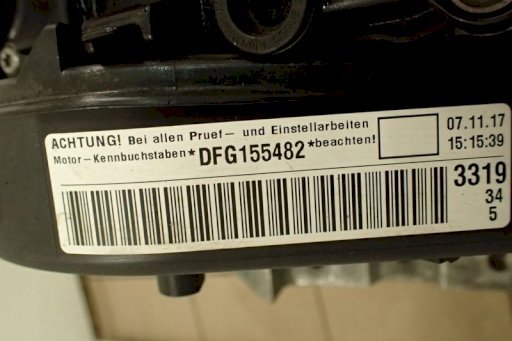 ACHTUNG! Bei allen Pruef– und Einstellarbeiten
Motor–Kennbuchstaben *DFG155482* beachten!
07.11.17
15:15:39
3319
34
5